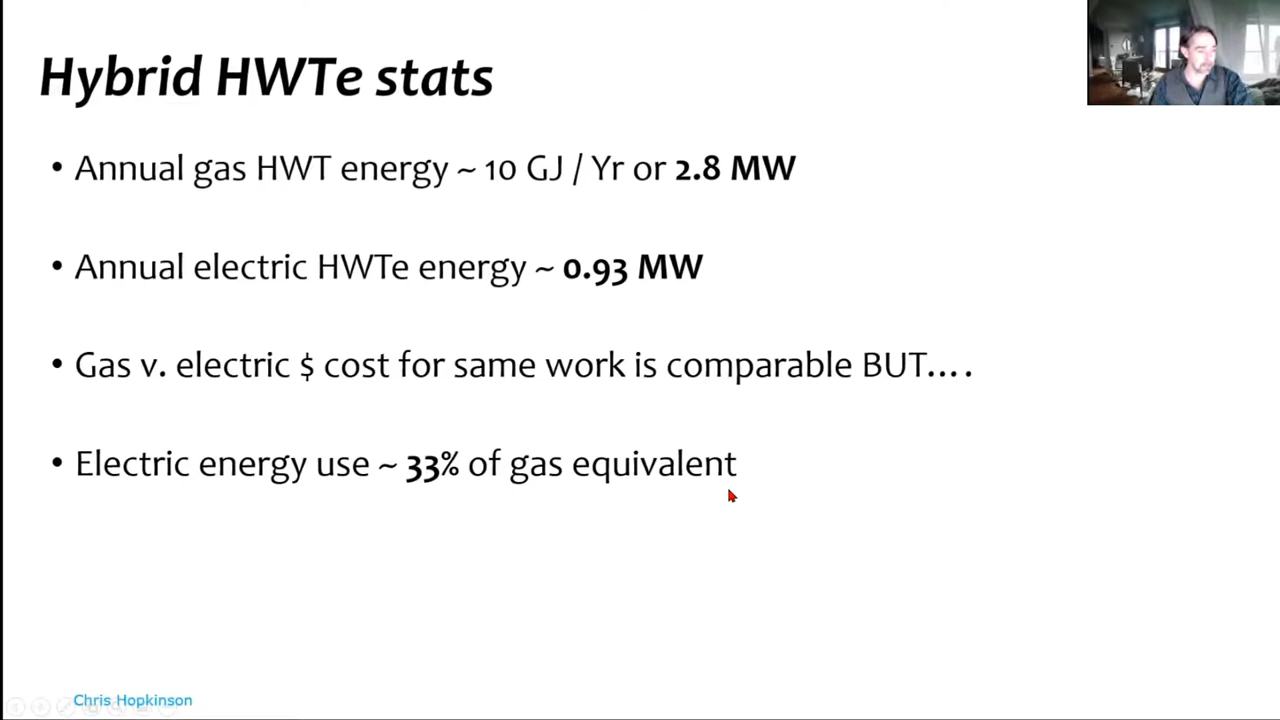 Hybrid HWTe stats
• Annual gas HWT energy ~ 10 GJ / Yr or 2.8 MW
• Annual electric HWTe energy ~ 0.93 MW
• Gas v. electric $ cost for same work is comparable BUT....
• Electric energy use ~ 33% of gas equivalent
Chris Hopkinson